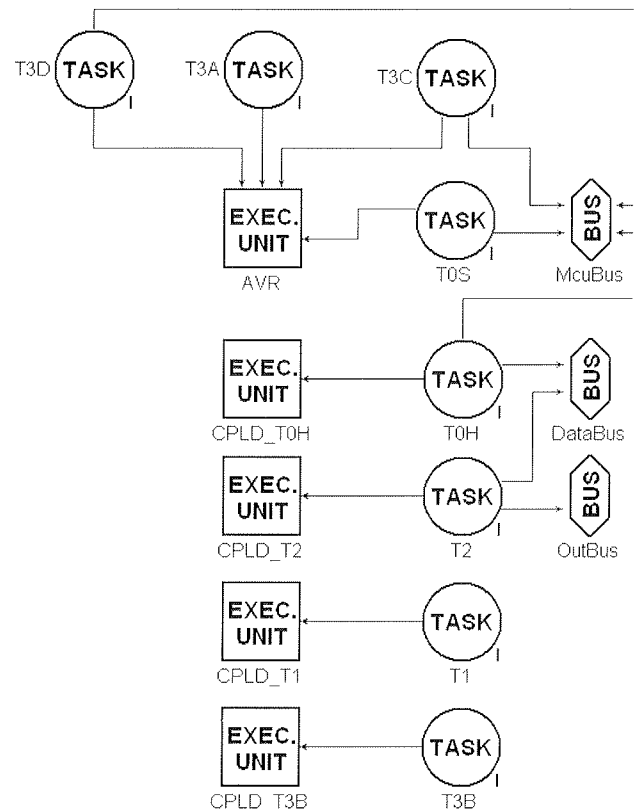 T3D TASK I T3A TASK I T3C TASK I
EXEC.
UNIT
AVR
TASK I
T0S
BUS
McuBus
EXEC.
UNIT
CPLD_T0H
TASK I
T0H
BUS
DataBus
EXEC.
UNIT
CPLD_T2
TASK I
T2
BUS
OutBus
EXEC.
UNIT
CPLD_T1
TASK I
T1
EXEC.
UNIT
CPLD_T3B
TASK I
T3B